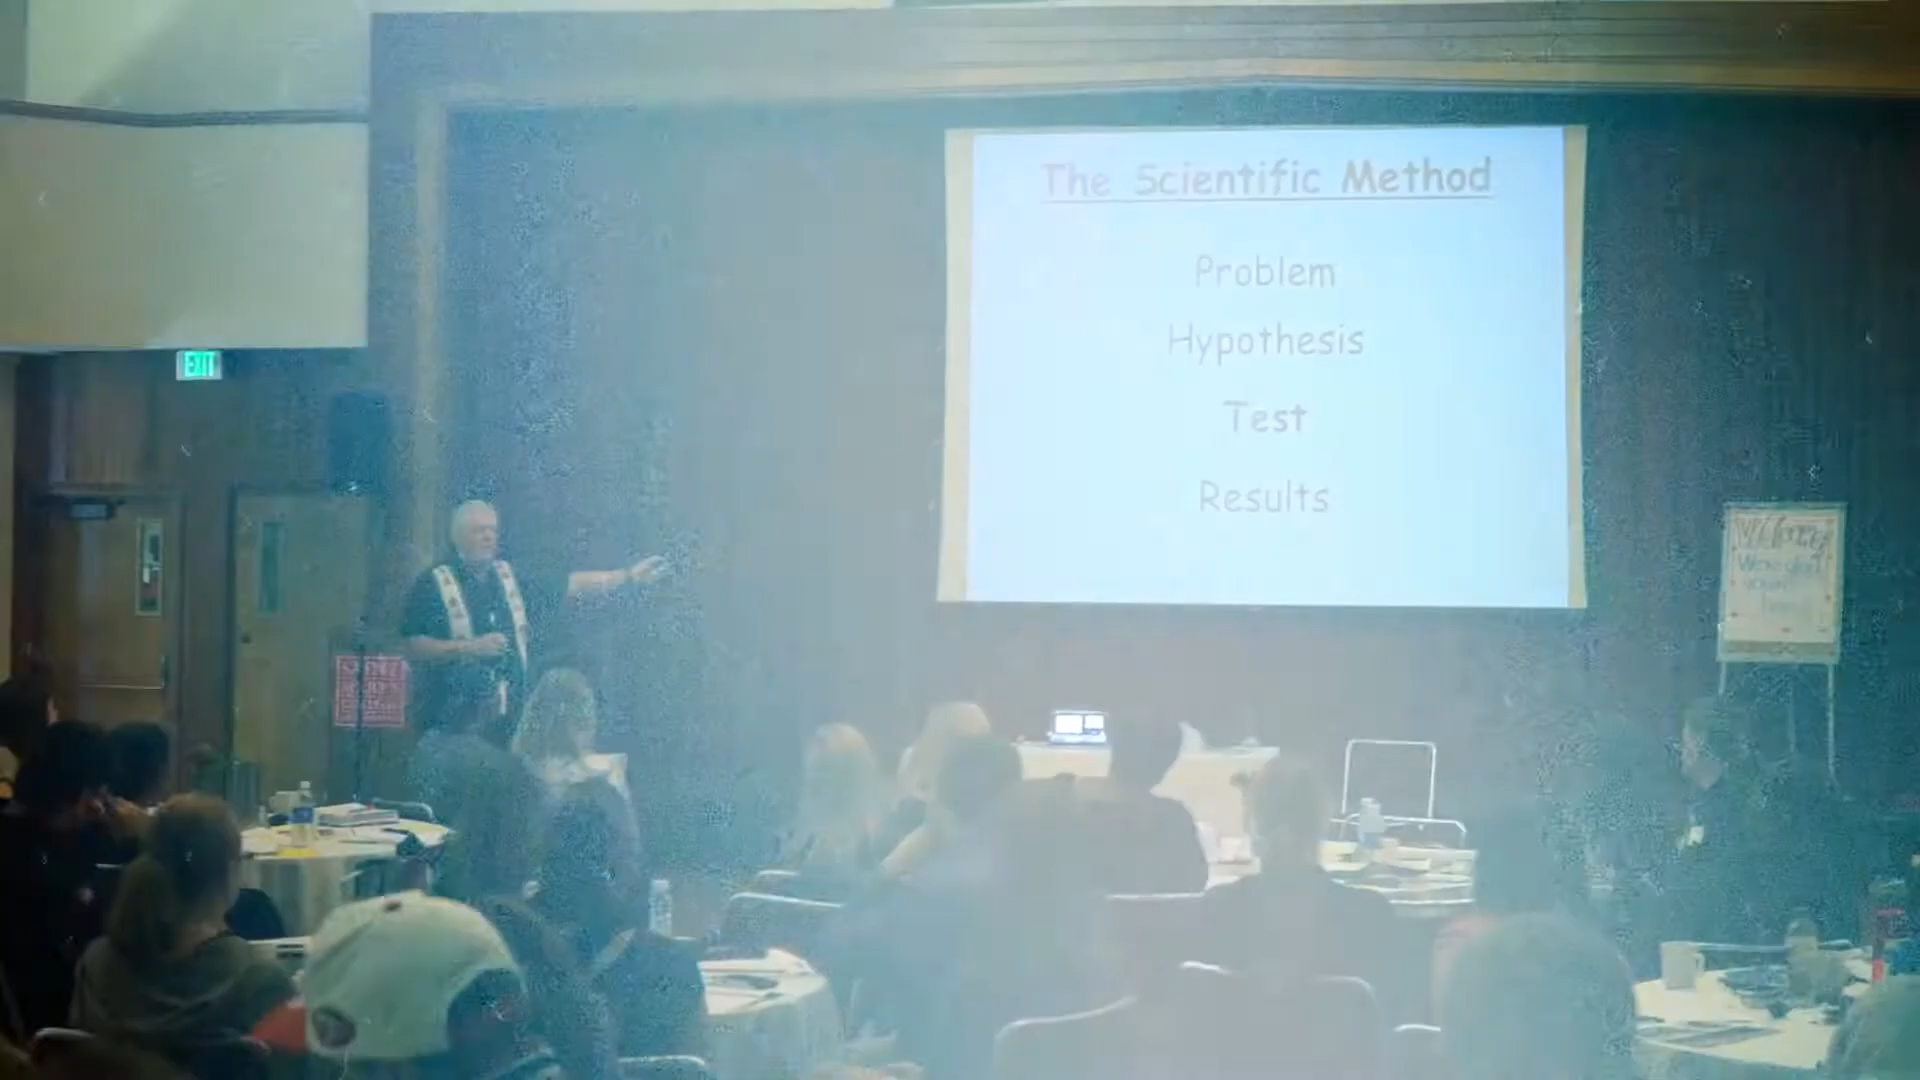 The Scientific Method
Problem
Hypothesis
Test
Results
EXIT